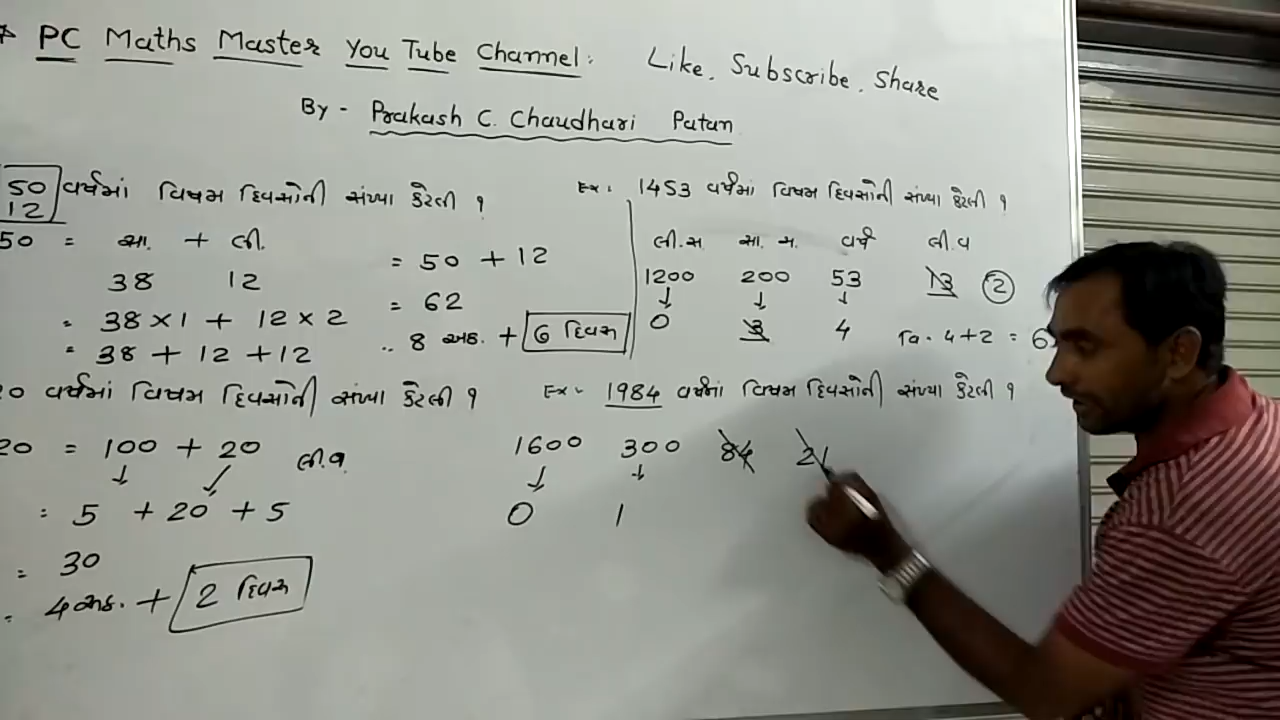 * PC Maths Master You Tube Channel: Like. Subscribe. Share
By - Prakash C. Chaudhari Patan
50 વર્ષમાં વિષમ દિવસોની સંખ્યા કેટલી ?
12
50 = સા. + લી.
38 12
= 38 × 1 + 12 × 2
= 38 + 12 + 12
= 50 + 12
= 62
∴ 8 અઠ. + 6 દિવસ
Ex: 1453 વર્ષમાં વિષમ દિવસોની સંખ્યા કેટલી ?
લી.સ સા. સ. વર્ષ લી.વ
1200 200 53 13 2
↓ ↓ ↓
0 3 4 વિ. 4+2 = 6
20 વર્ષમાં વિષમ દિવસોની સંખ્યા કેટલી ?
20 = 100 + 20 લી.વ.
↓ ↓
= 5 + 20 + 5
= 30
= 4 અઠ. + 2 દિવસ
Ex:- 1984 વર્ષમાં વિષમ દિવસોની સંખ્યા કેટલી ?
1600 300 84 21
↓ ↓
0 1